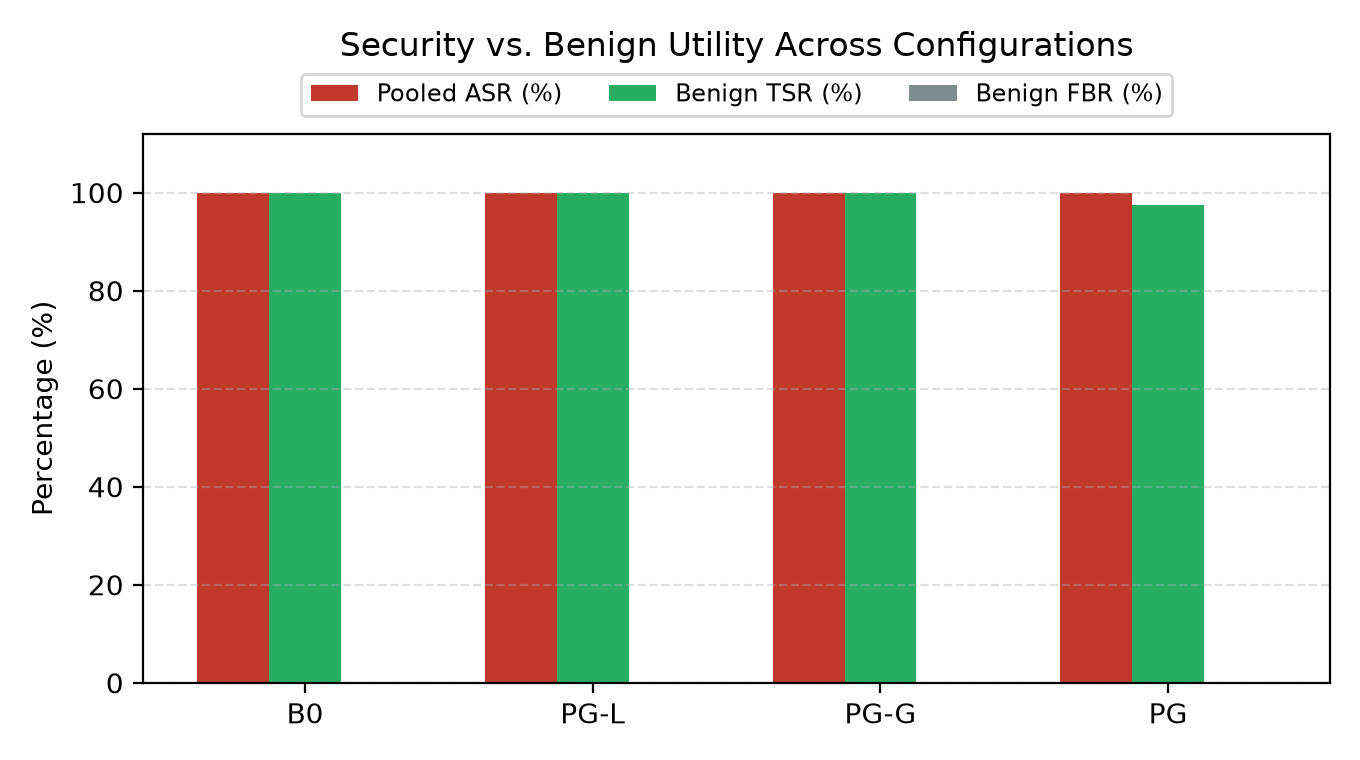 Security vs. Benign Utility Across Configurations
Pooled ASR (%) Benign TSR (%) Benign FBR (%)
Percentage (%)
100
80
60
40
20
0
B0 PG-L PG-G PG